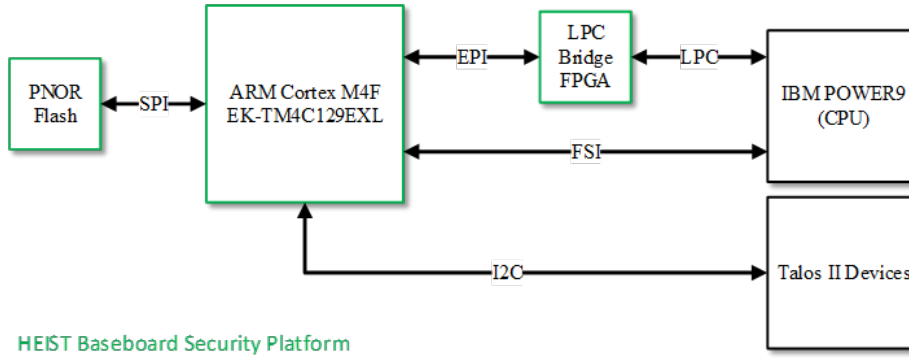 PNOR
Flash
SPI
ARM Cortex M4F
EK-TM4C129EXL
EPI
LPC
Bridge
FPGA
LPC
IBM POWER9
(CPU)
FSI
I2C
Talos II Devices
HEIST Baseboard Security Platform